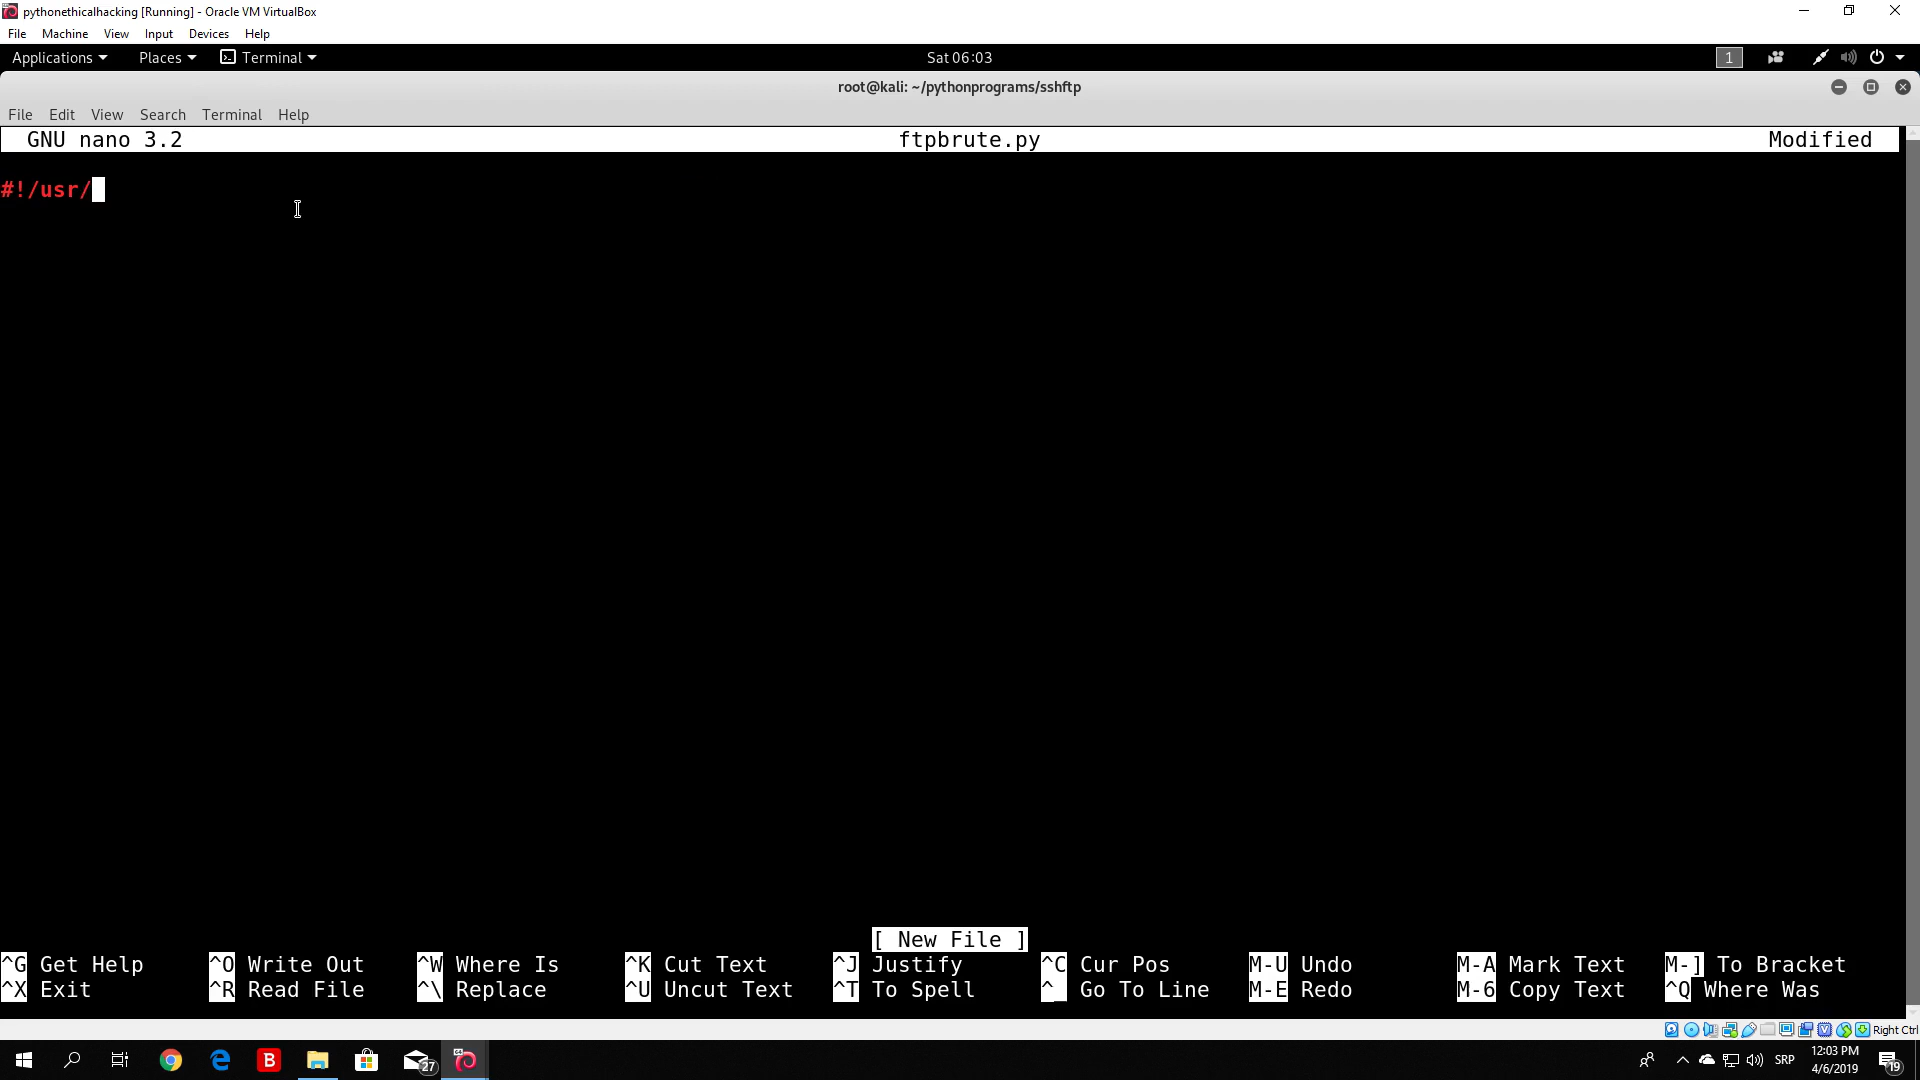 pythonethicalhacking [Running] - Oracle VM VirtualBox
File Machine View Input Devices Help
Applications Places Terminal Sat 06:03 1
root@kali: ~/pythonprograms/sshftp
File Edit View Search Terminal Help
GNU nano 3.2 ftpbrute.py Modified
#!/usr/
[ New File ]
^G Get Help ^O Write Out ^W Where Is ^K Cut Text ^J Justify ^C Cur Pos M-U Undo M-A Mark Text M-] To Bracket
^X Exit ^R Read File ^\ Replace ^U Uncut Text ^T To Spell ^_ Go To Line M-E Redo M-6 Copy Text ^Q Where Was
Right Ctrl
B 27 64 SRP 12:03 PM 19
4/6/2019